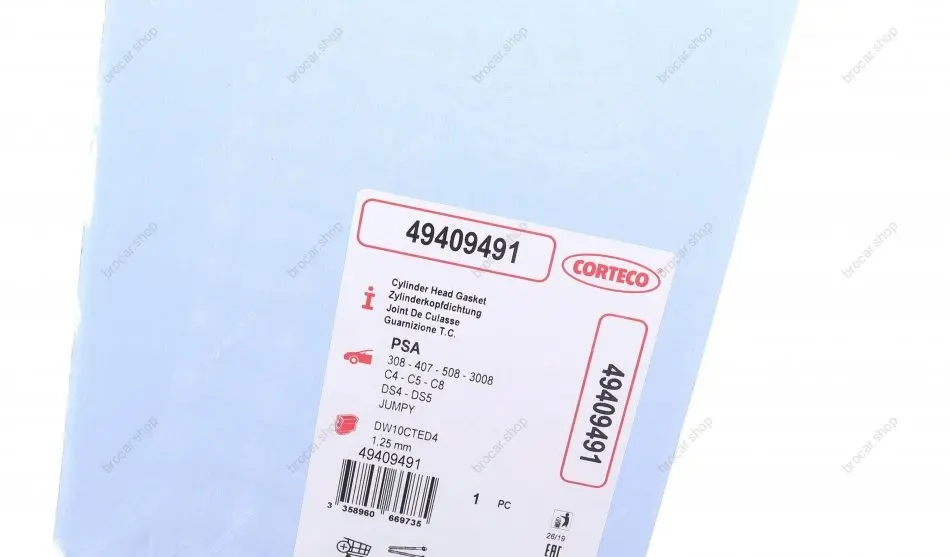 brocar.shop
49409491
CORTECO
Cylinder Head Gasket
Zylinderkopfdichtung
Joint De Culasse
Guarnizione T.C.
PSA
308 - 407 - 508 - 3008
C4 - C5 - C8
DS4 - DS5
JUMPY
DW10CTED4
1,25 mm
49409491
3 358960 669735
1 PC
49409491
26/19
EAC